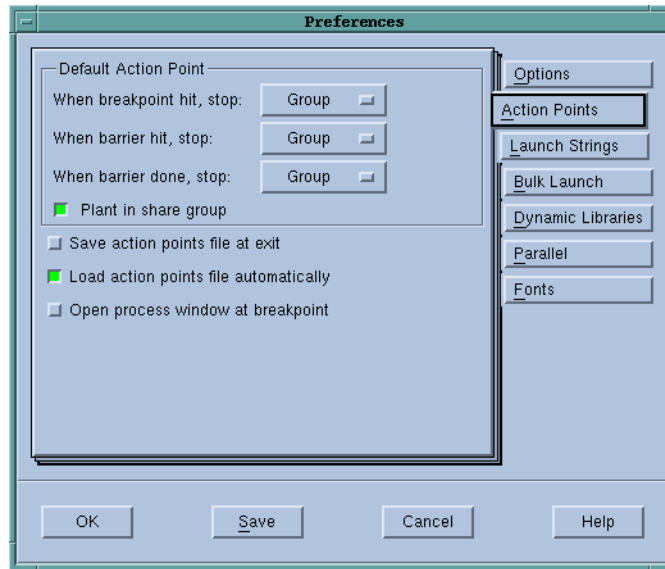 Preferences
Default Action Point
When breakpoint hit, stop: Group
When barrier hit, stop: Group
When barrier done, stop: Group
Plant in share group
Save action points file at exit
Load action points file automatically
Open process window at breakpoint
Options
Action Points
Launch Strings
Bulk Launch
Dynamic Libraries
Parallel
Fonts
OK Save Cancel Help